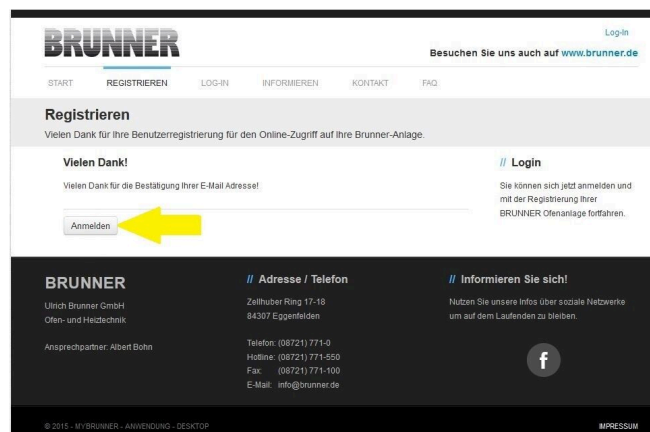 BRUNNER
Log-In
Besuchen Sie uns auch auf www.brunner.de
START REGISTRIEREN LOG-IN INFORMIEREN KONTAKT FAQ
Registrieren
Vielen Dank für Ihre Benutzerregistrierung für den Online-Zugriff auf Ihre Brunner-Anlage.
Vielen Dank!
Vielen Dank für die Bestätigung Ihrer E-Mail Adresse!
Anmelden
// Login
Sie können sich jetzt anmelden und
mit der Registrierung Ihrer
BRUNNER Ofenanlage fortfahren.
BRUNNER
Ulrich Brunner GmbH
Ofen- und Heiztechnik
Ansprechpartner: Albert Bohn
// Adresse / Telefon
Zellhuber Ring 17-18
84307 Eggenfelden
Telefon: (08721) 771-0
Hotline: (08721) 771-550
Fax: (08721) 771-100
E-Mail: info@brunner.de
// Informieren Sie sich!
Nutzen Sie unsere Infos über soziale Netzwerke
um auf dem Laufenden zu bleiben.
f
© 2015 - MYBRUNNER - ANWENDUNG - DESKTOP
IMPRESSUM